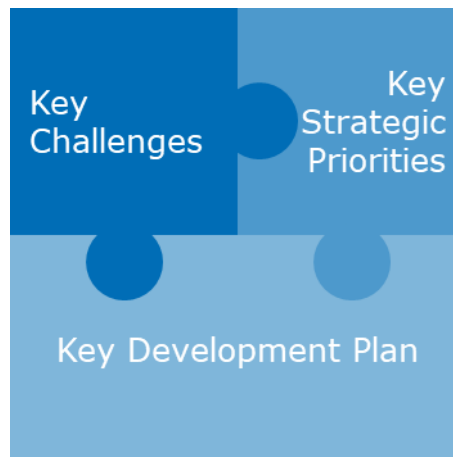 Key
Challenges
Key
Strategic
Priorities
Key Development Plan